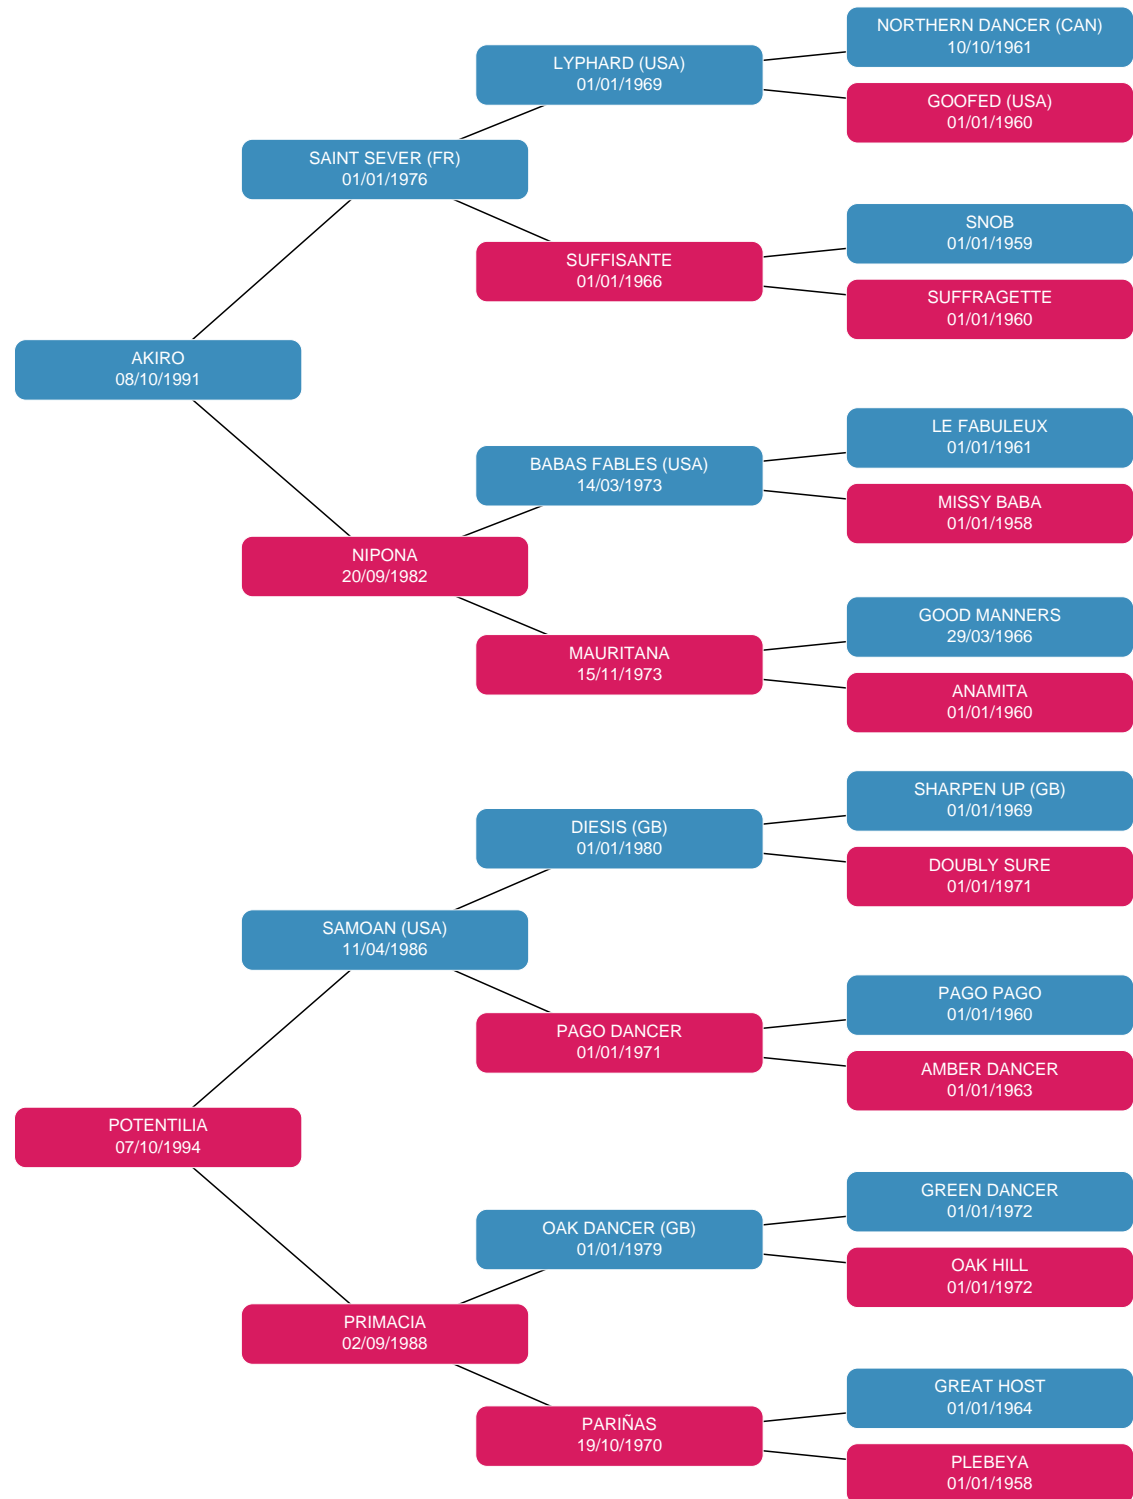 NORTHERN DANCER (CAN)
10/10/1961
LYPHARD (USA)
01/01/1969
GOOFED (USA)
01/01/1960
SAINT SEVER (FR)
01/01/1976
SNOB
01/01/1959
SUFFISANTE
01/01/1966
SUFFRAGETTE
01/01/1960
AKIRO
08/10/1991
LE FABULEUX
01/01/1961
BABAS FABLES (USA)
14/03/1973
MISSY BABA
01/01/1958
NIPONA
20/09/1982
GOOD MANNERS
29/03/1966
MAURITANA
15/11/1973
ANAMITA
01/01/1960
SHARPEN UP (GB)
01/01/1969
DIESIS (GB)
01/01/1980
DOUBLY SURE
01/01/1971
SAMOAN (USA)
11/04/1986
PAGO PAGO
01/01/1960
PAGO DANCER
01/01/1971
AMBER DANCER
01/01/1963
POTENTILIA
07/10/1994
GREEN DANCER
01/01/1972
OAK DANCER (GB)
01/01/1979
OAK HILL
01/01/1972
PRIMACIA
02/09/1988
GREAT HOST
01/01/1964
PARIÑAS
19/10/1970
PLEBEYA
01/01/1958